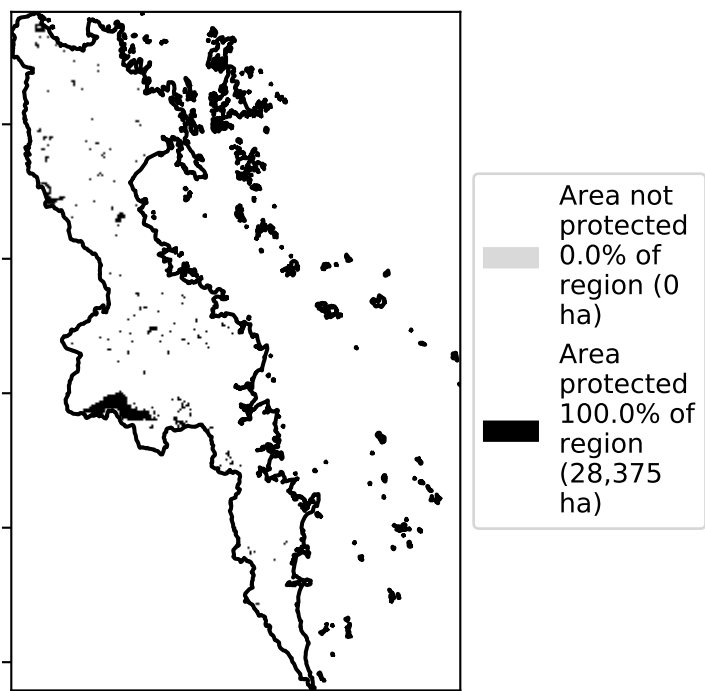 Area not
protected
0.0% of
region (0
ha)
Area
protected
100.0% of
region
(28,375
ha)